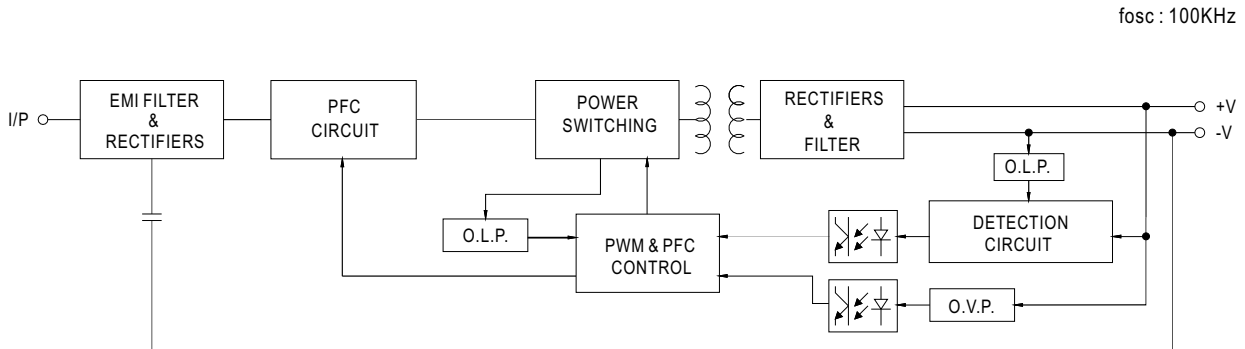 fosc : 100KHz
I/P
EMI FILTER
&
RECTIFIERS
PFC
CIRCUIT
POWER
SWITCHING
RECTIFIERS
&
FILTER
+V
-V
O.L.P.
O.L.P.
PWM & PFC
CONTROL
DETECTION
CIRCUIT
O.V.P.